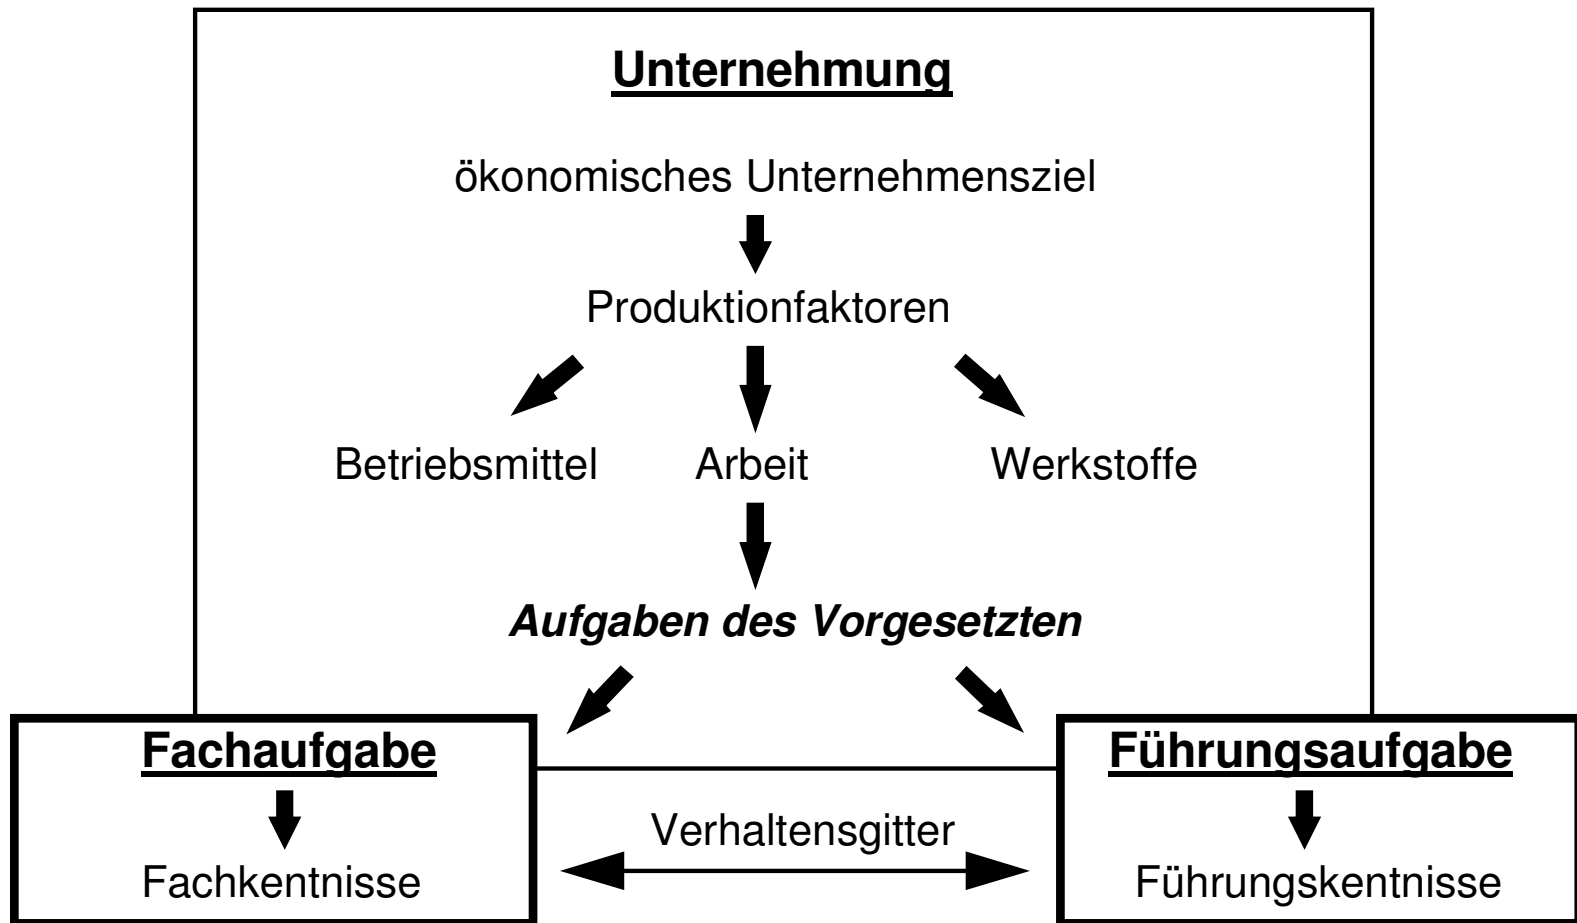 Unternehmung
ökonomisches Unternehmensziel
Produktionfaktoren
Betriebsmittel Arbeit Werkstoffe
Aufgaben des Vorgesetzten
Fachaufgabe Führungsaufgabe
Verhaltensgitter
Fachkentnisse Führungskentnisse